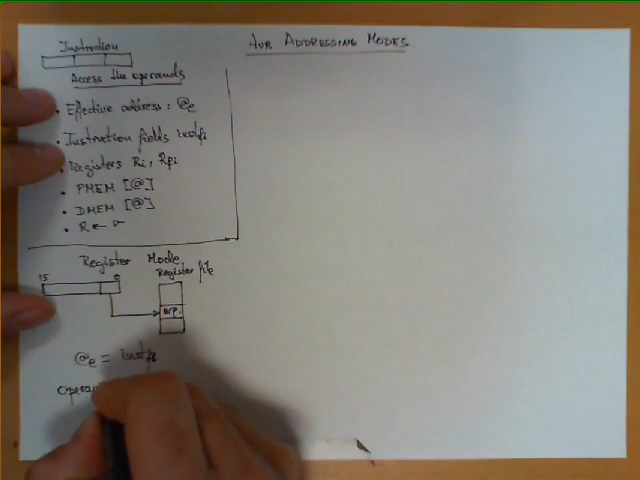 AVR ADDRESSING MODES
Instruction
Access the operands
• Effective address: @e
• Instruction fields instfi
• Registers Ri, Rpi
• PMEM [@]
• DMEM [@]
• R ← v
Register Mode
Register file
15 0
op.
@e = instfi